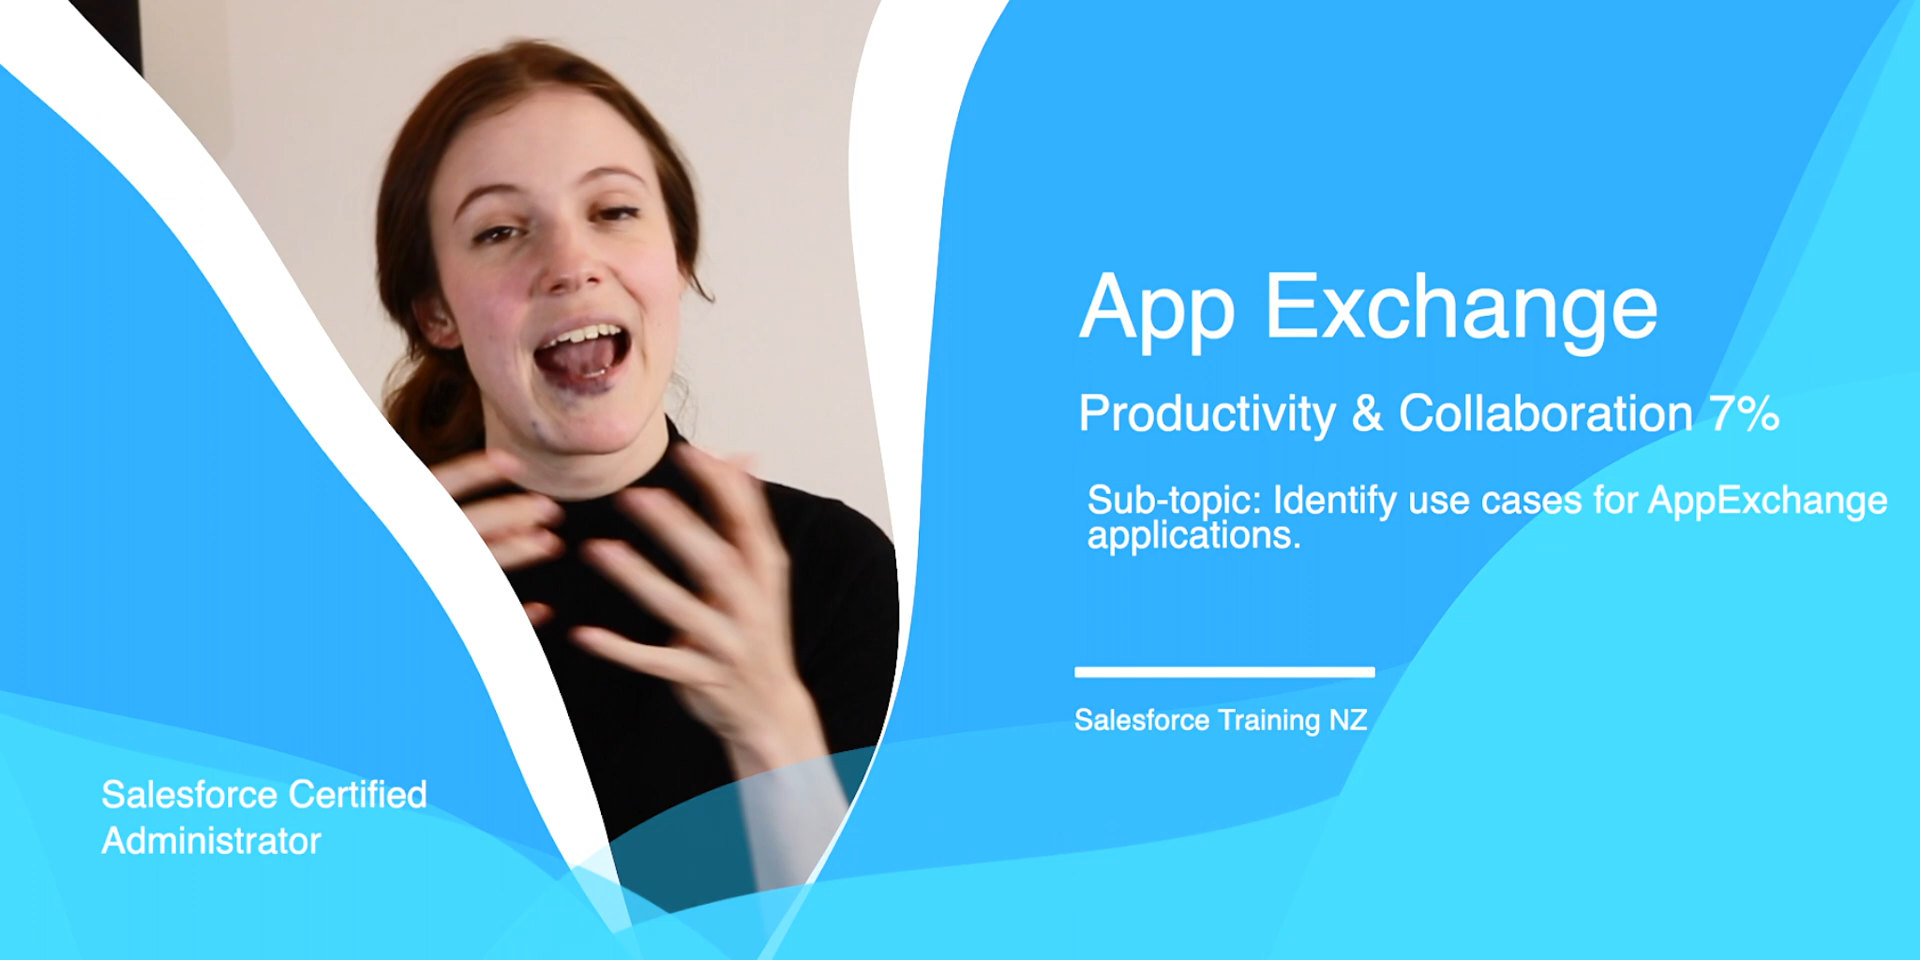 App Exchange
Productivity & Collaboration 7%
Sub-topic: Identify use cases for AppExchange
applications.
Salesforce Training NZ
Salesforce Certified
Administrator